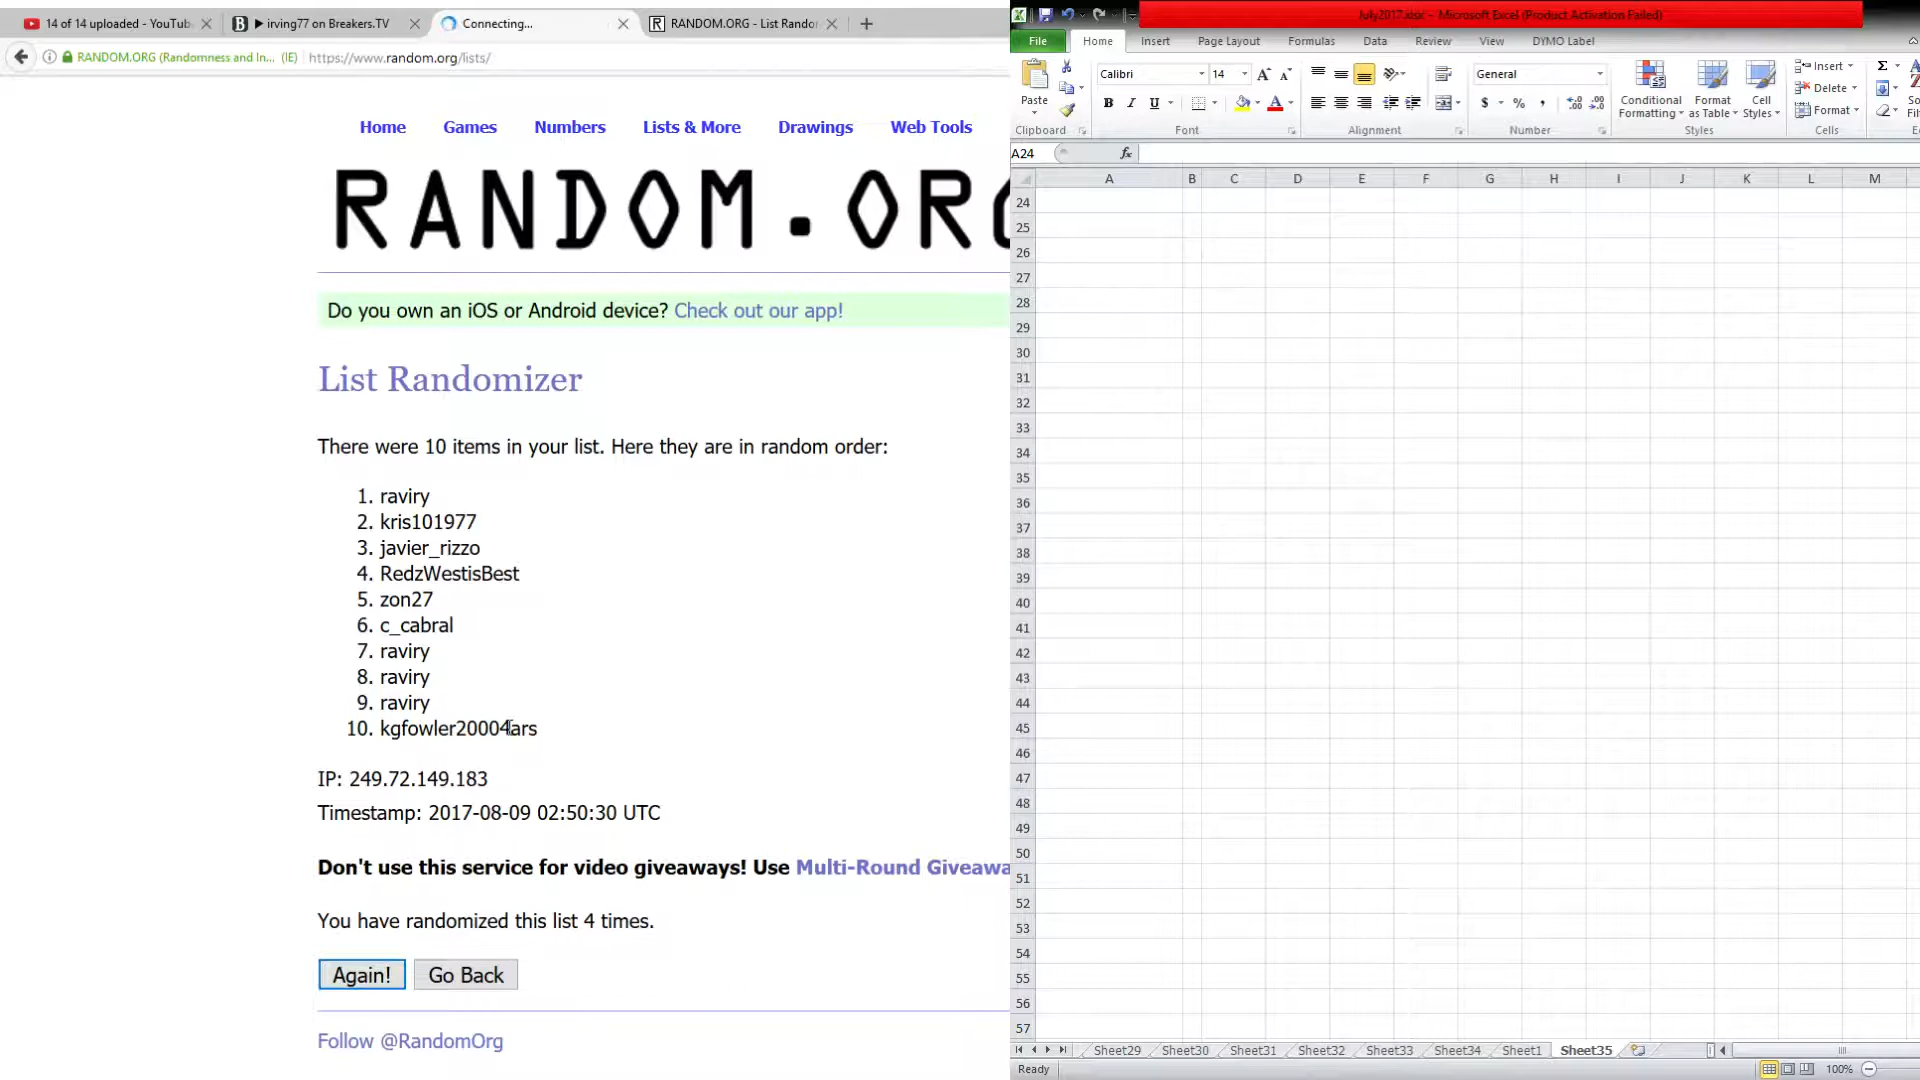 14 of 14 uploaded - YouTub
irving77 on Breakers.TV
Connecting...
RANDOM.ORG - List Rando
RANDOM.ORG (Randomness and In... (IE)
https://www.random.org/lists/
Home Games Numbers Lists & More Drawings Web Tools
RANDOM.ORG
Do you own an iOS or Android device? Check out our app!
List Randomizer
There were 10 items in your list. Here they are in random order:
1. raviry
2. kris101977
3. javier_rizzo
4. RedzWestisBest
5. zon27
6. c_cabral
7. raviry
8. raviry
9. raviry
10. kgfowler20004ars
IP: 249.72.149.183
Timestamp: 2017-08-09 02:50:30 UTC
Don't use this service for video giveaways! Use Multi-Round Giveawa
You have randomized this list 4 times.
Again! Go Back
Follow @RandomOrg
July2017.xlsx - Microsoft Excel (Product Activation Failed)
File Home Insert Page Layout Formulas Data Review View DYMO Label
Calibri 14 General
Paste
B I U $ % ,
Conditional Formatting
Format as Table
Cell Styles
Insert
Delete
Format
Clipboard Font Alignment Number Styles Cells
A24 fx
A B C D E F G H I J K L M
24
25
26
27
28
29
30
31
32
33
34
35
36
37
38
39
40
41
42
43
44
45
46
47
48
49
50
51
52
53
54
55
56
57
Sheet29 Sheet30 Sheet31 Sheet32 Sheet33 Sheet34 Sheet1 Sheet35
Ready 100%